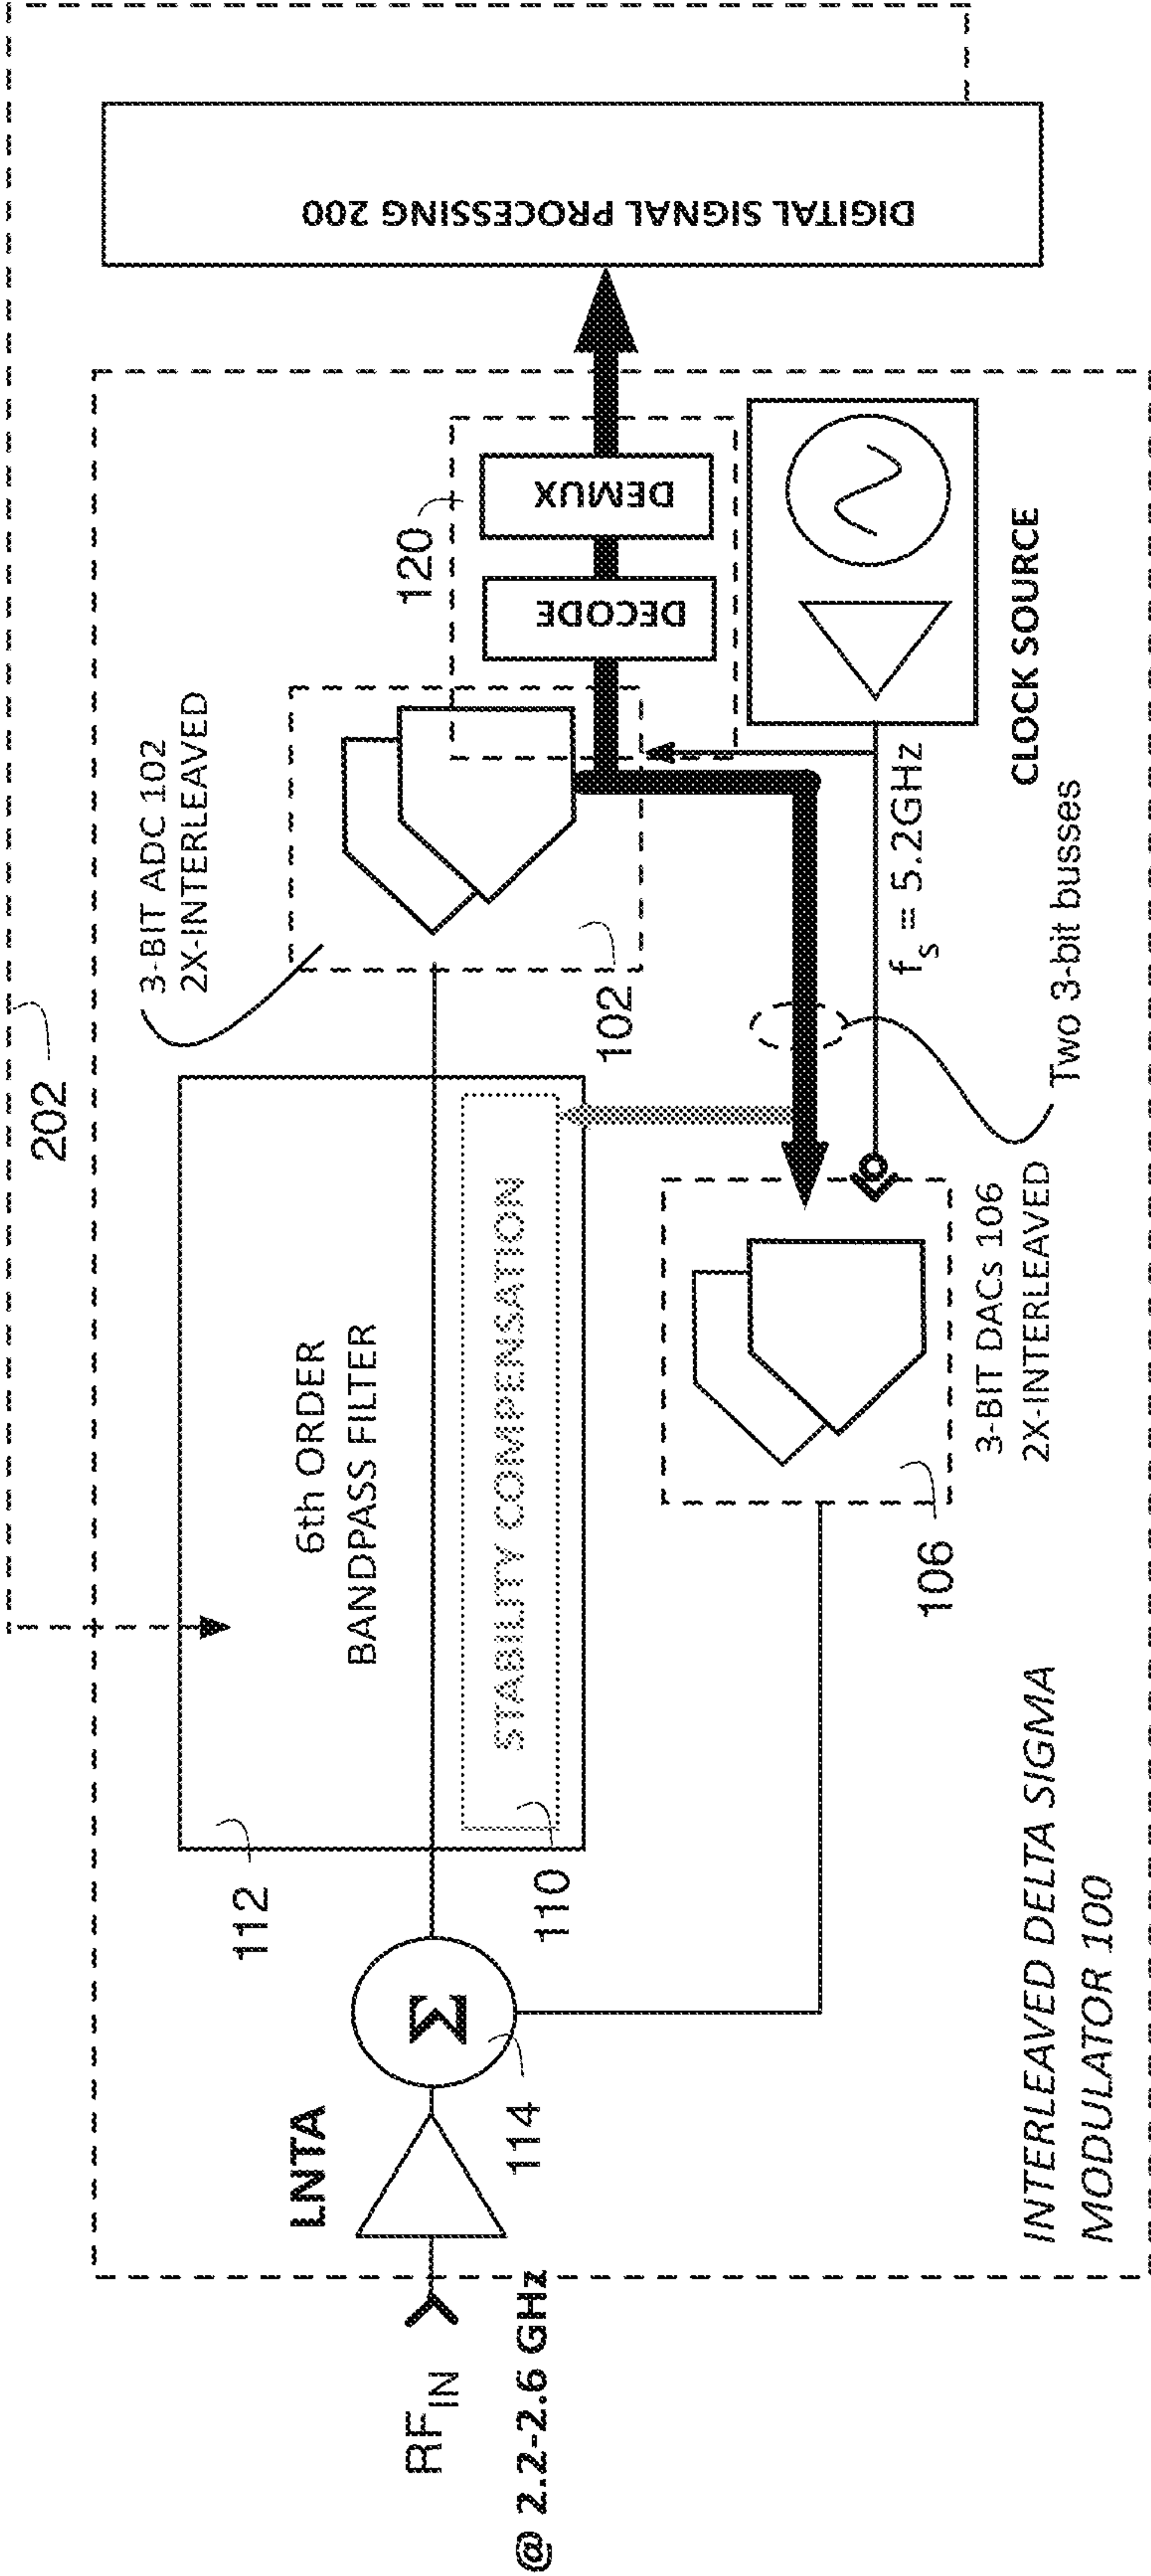 202
3-BIT ADC 102
2X-INTERLEAVED
6th ORDER
BANDPASS FILTER
112
LNTA
RF_IN
@ 2.2-2.6 GHz
Σ
114
110
STABILITY COMPENSATION
102
120
DECODE
DEMUX
DIGITAL SIGNAL PROCESSING 200
f_s = 5.2GHz
CLOCK SOURCE
Two 3-bit busses
106
3-BIT DACs 106
2X-INTERLEAVED
INTERLEAVED DELTA SIGMA
MODULATOR 100